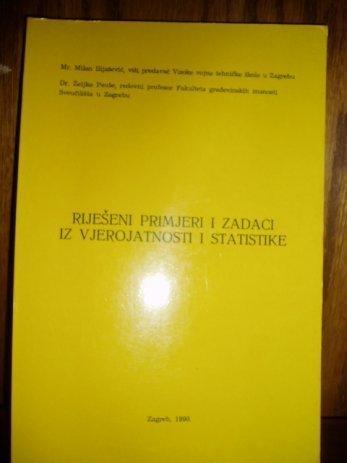 Mr. Milan Ilijašević, viši predavač Visoke vojne tehničke škole u Zagrebu
Dr. Željko Pauše, redovni profesor Fakulteta građevinskih znanosti
Sveučilišta u Zagrebu
RIJEŠENI PRIMJERI I ZADACI
IZ VJEROJATNOSTI I STATISTIKE
Zagreb, 1990.